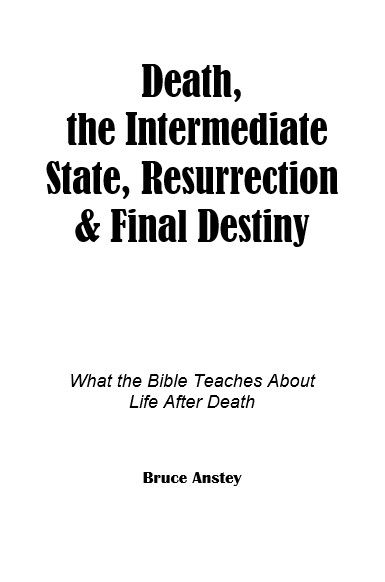 Death,
the Intermediate
State, Resurrection
& Final Destiny
What the Bible Teaches About
Life After Death
Bruce Anstey